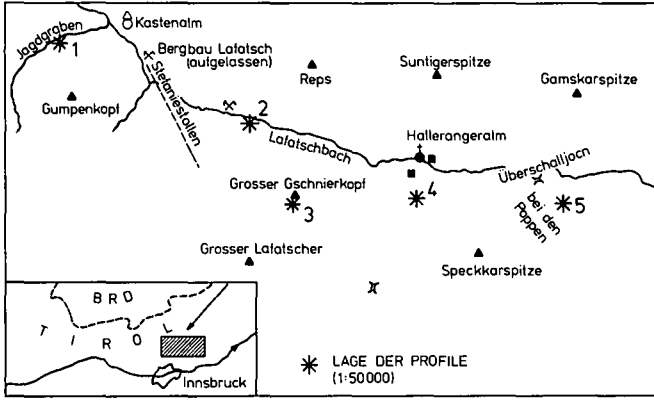 Jagdgraben
Kastenalm
1
Bergbau Lafatsch
(aufgelassen)
Stefaniestollen
Reps
Suntigerspitze
Gamskarspitze
Gumpenkopf
2
Lafatschbach
Hallerangeralm
Überschalljoch
Grosser Gschnierkopf
3
4
bei den
Poppen
5
Grosser Lafatscher
Speckkarspitze
BRD
TIROL
Innsbruck
LAGE DER PROFILE
(1:50000)